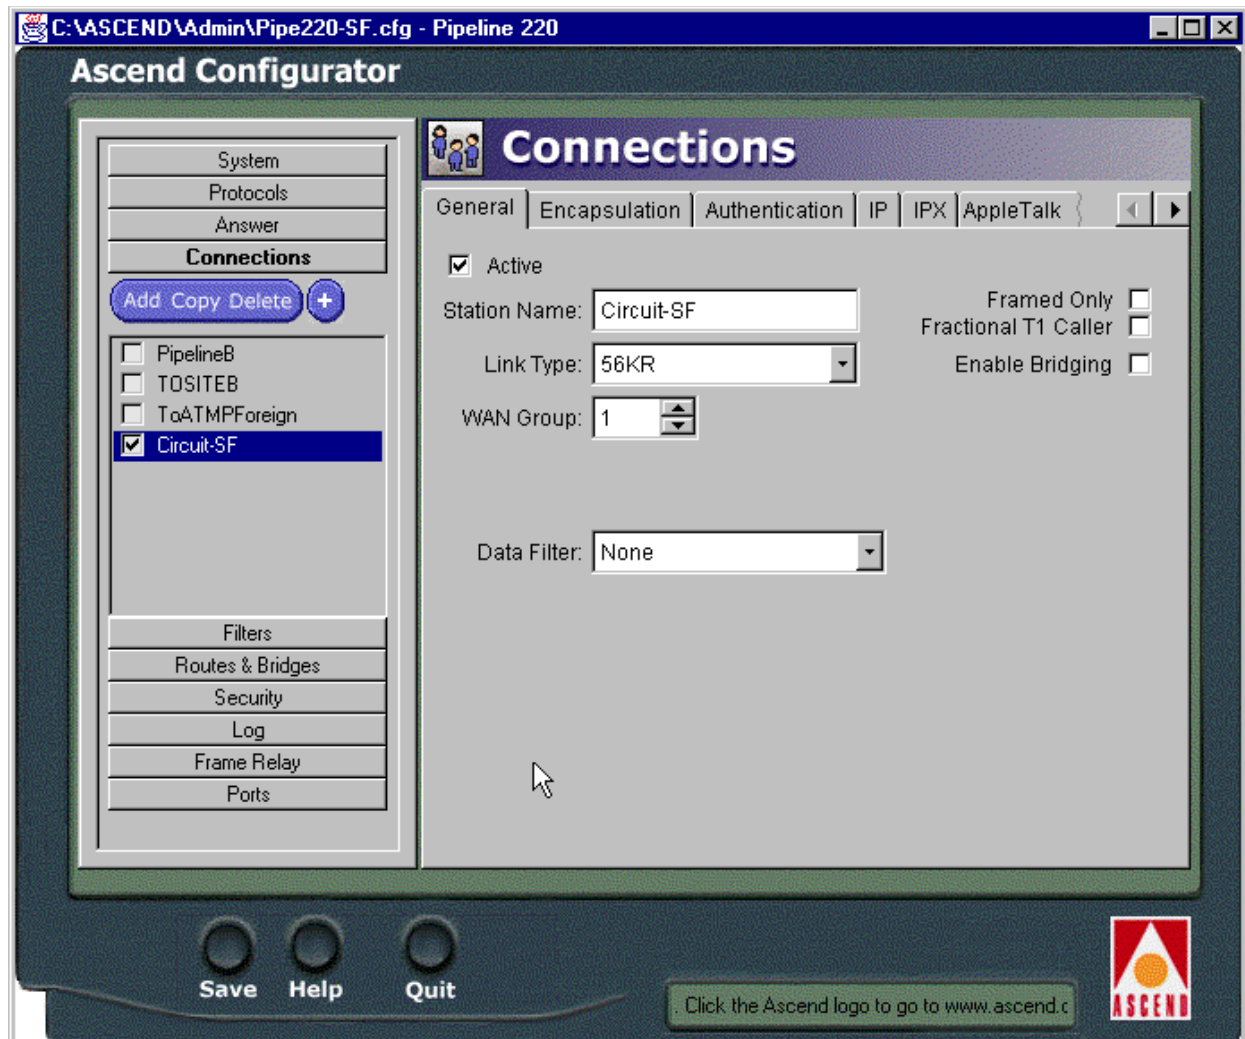 C:\ASCEND\Admin\Pipe220-SF.cfg - Pipeline 220
Ascend Configurator
System
Protocols
Answer
Connections
Add Copy Delete +
PipelineB
TOSITEB
ToATMPForeign
Circuit-SF
Filters
Routes & Bridges
Security
Log
Frame Relay
Ports
Connections
General Encapsulation Authentication IP IPX AppleTalk
Active
Station Name: Circuit-SF
Framed Only
Fractional T1 Caller
Link Type: 56KR
Enable Bridging
WAN Group: 1
Data Filter: None
Save Help Quit
. Click the Ascend logo to go to www.ascend.c
ASCEND